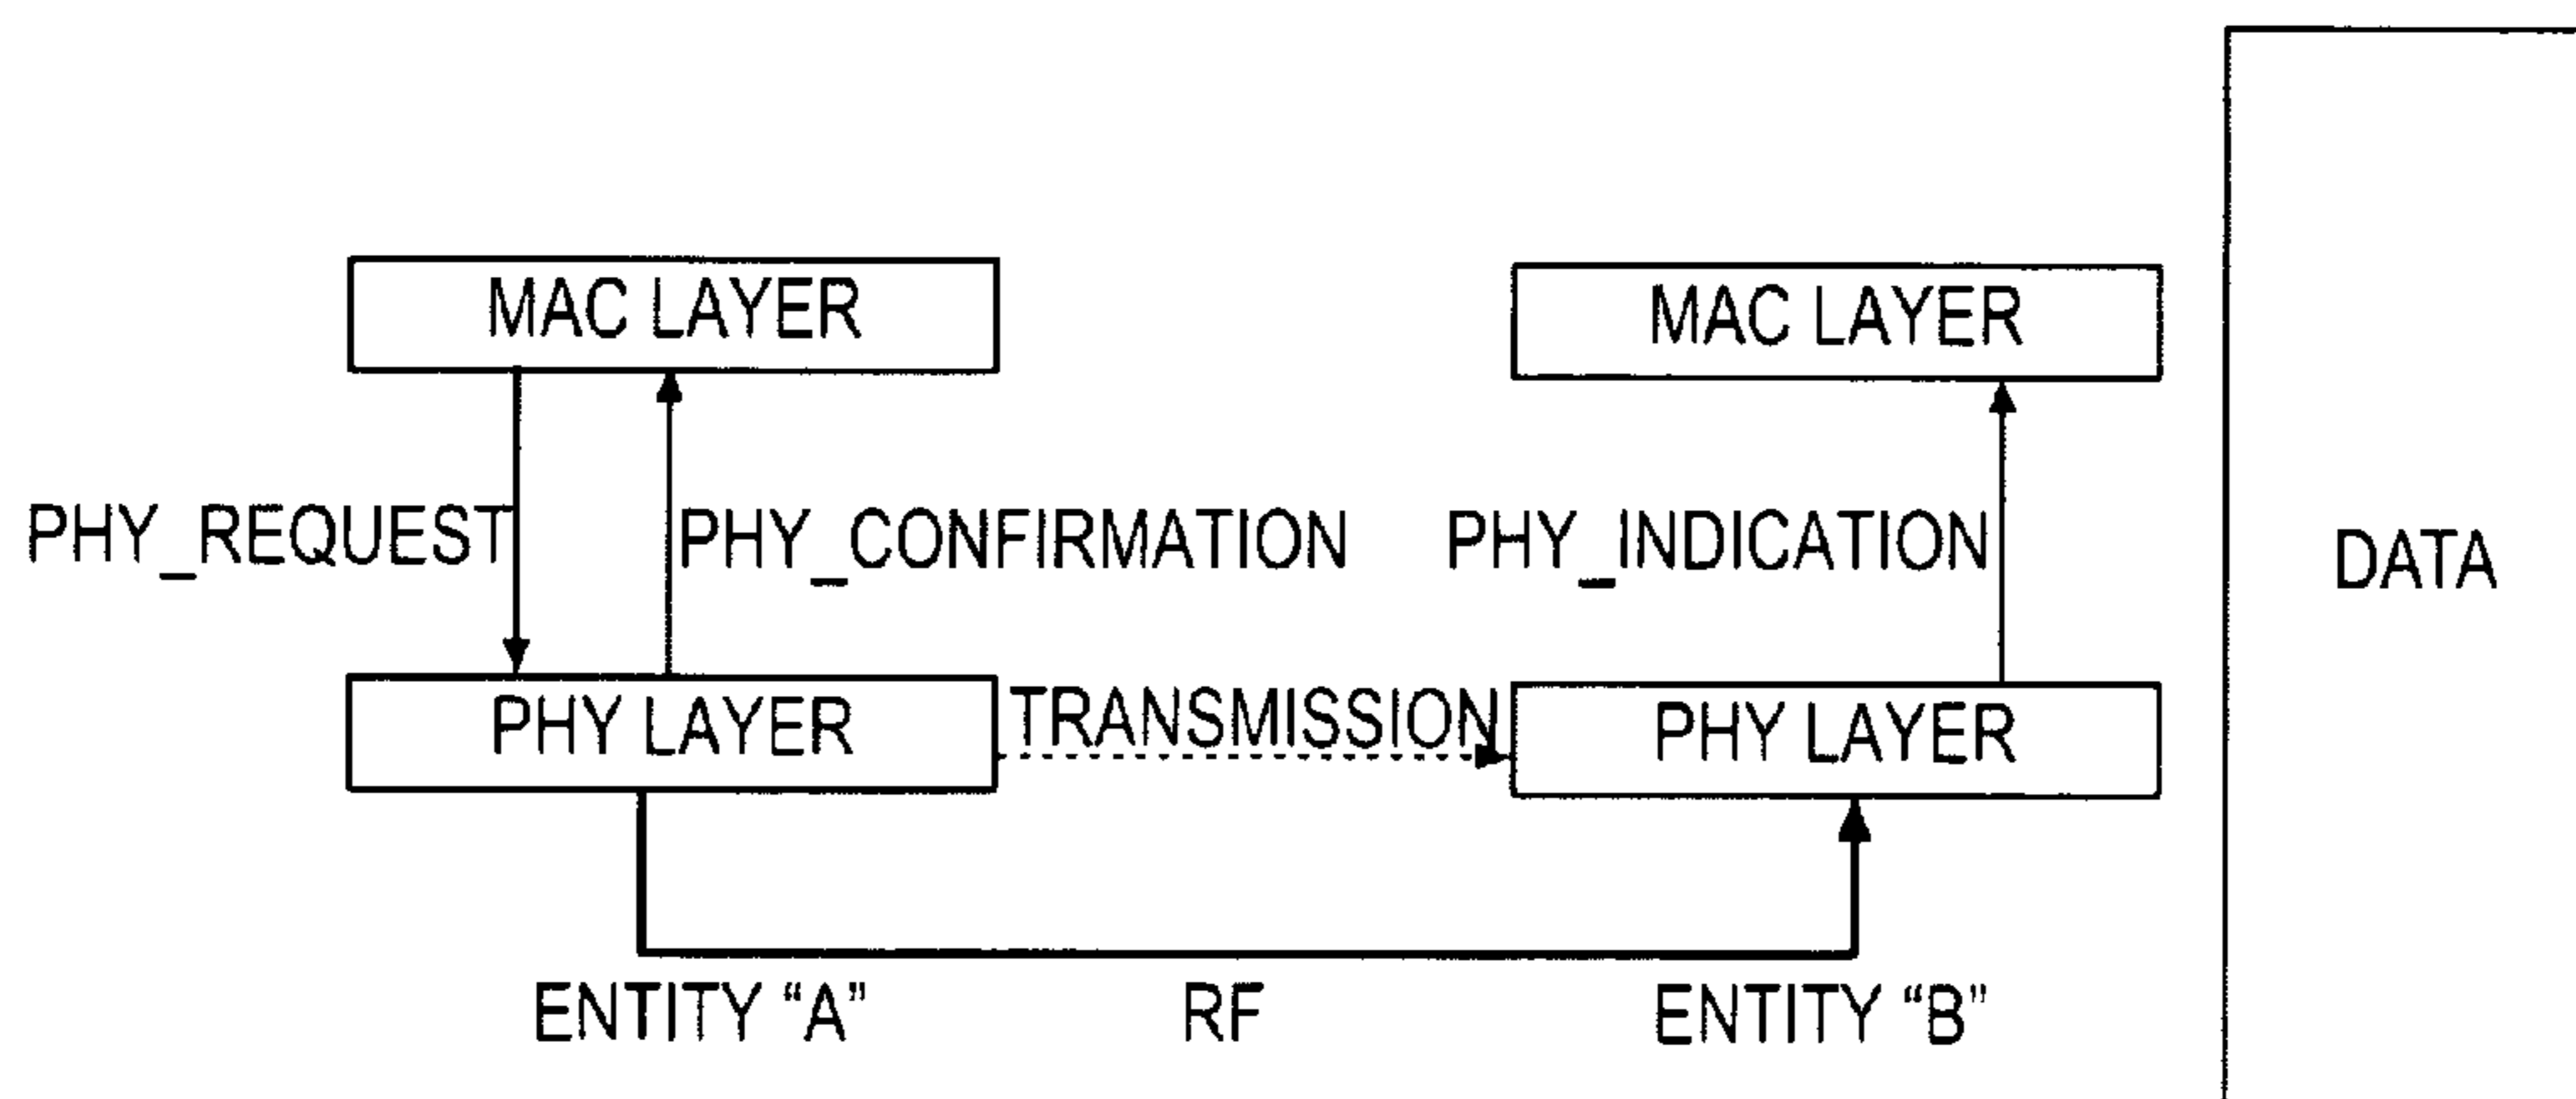 MAC LAYER
MAC LAYER
PHY_REQUEST
PHY_CONFIRMATION
PHY_INDICATION
DATA
PHY LAYER
TRANSMISSION
PHY LAYER
ENTITY “A”
RF
ENTITY “B”